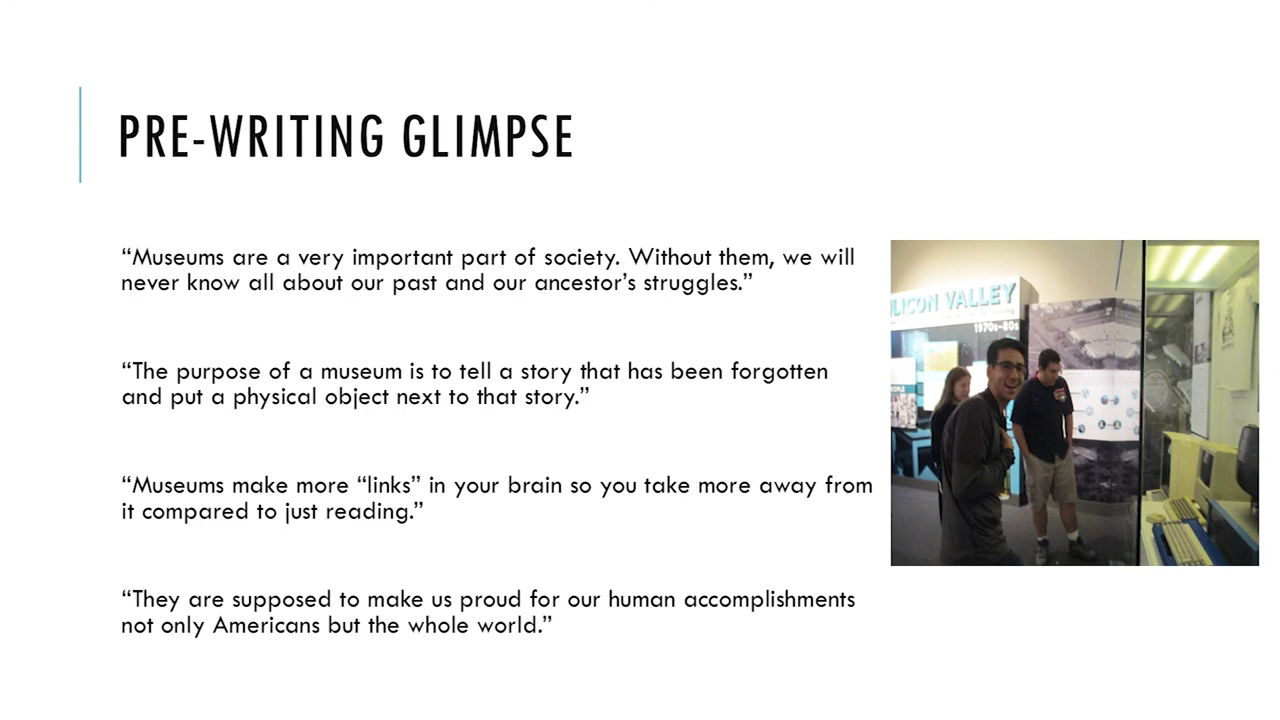 PRE-WRITING GLIMPSE
“Museums are a very important part of society. Without them, we will
never know all about our past and our ancestor’s struggles.”
“The purpose of a museum is to tell a story that has been forgotten
and put a physical object next to that story.”
“Museums make more “links” in your brain so you take more away from
it compared to just reading.”
“They are supposed to make us proud for our human accomplishments
not only Americans but the whole world.”
ILICON VALLEY
1970s-80s